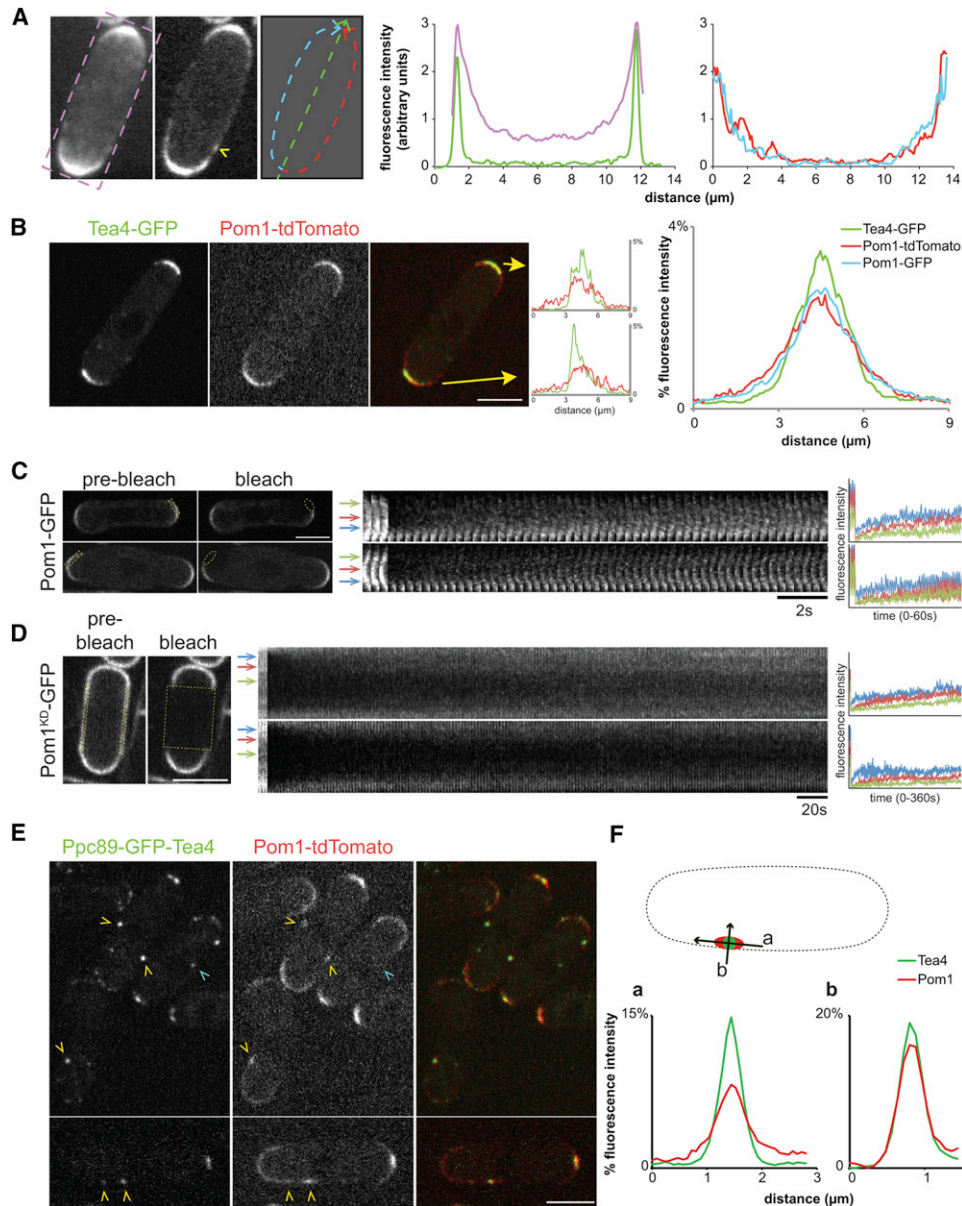 A
fluorescence intensity
(arbitrary units)
3
2
1
0
0 2 4 6 8 10 12 14
distance (µm)
3
2
1
0
0 2 4 6 8 10 12 14
distance (µm)
B
Tea4-GFP
Pom1-tdTomato
5%
0 3 6 9
5%
0 3 6 9
distance (µm)
% fluorescence intensity
4%
0
0 3 6 9
distance (µm)
Tea4-GFP
Pom1-tdTomato
Pom1-GFP
C
pre-bleach
bleach
Pom1-GFP
2s
fluorescence intensity
time (0-60s)
D
pre-
bleach
bleach
Pom1KD-GFP
20s
fluorescence intensity
time (0-360s)
E
Ppc89-GFP-Tea4
Pom1-tdTomato
F
a
b
Tea4
Pom1
a
b
% fluorescence intensity
15%
0
0 1 2 3
20%
0
0 1
distance (µm)